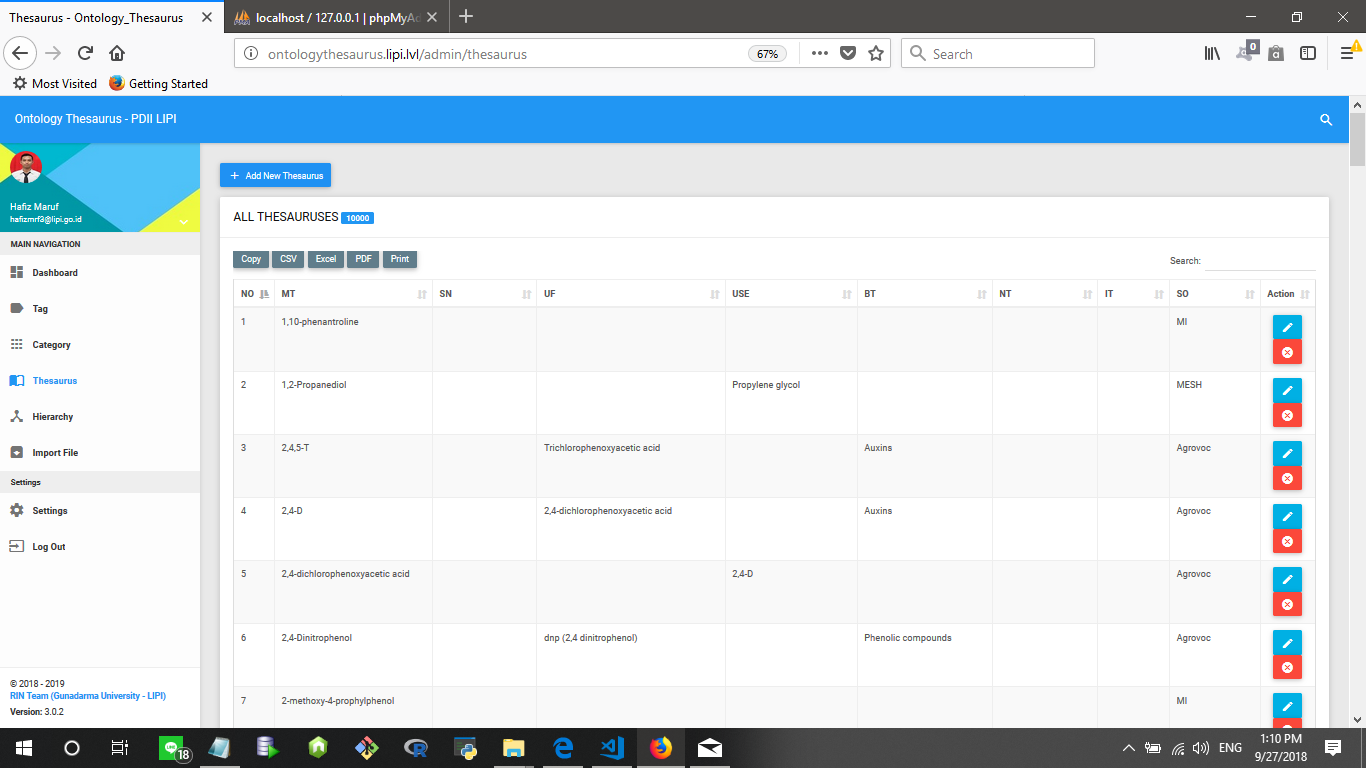 Thesaurus - Ontology_Thesaurus
localhost / 127.0.0.1 | phpMyAd
ontologythesaurus.lipi.lvl/admin/thesaurus
67%
Search
0
Most Visited
Getting Started
Ontology Thesaurus - PDII LIPI
Hafiz Maruf
hafizmrf3@lipi.go.id
MAIN NAVIGATION
Dashboard
Tag
Category
Thesaurus
Hierarchy
Import File
Settings
Settings
Log Out
© 2018 - 2019
RIN Team (Gunadarma University - LIPI)
Version: 3.0.2
Add New Thesaurus
ALL THESAURUSES 10000
Copy CSV Excel PDF Print
Search:
NO MT SN UF USE BT NT IT SO Action
1 1,10-phenantroline MI
2 1,2-Propanediol Propylene glycol MESH
3 2,4,5-T Trichlorophenoxyacetic acid Auxins Agrovoc
4 2,4-D 2,4-dichlorophenoxyacetic acid Auxins Agrovoc
5 2,4-dichlorophenoxyacetic acid 2,4-D Agrovoc
6 2,4-Dinitrophenol dnp (2,4 dinitrophenol) Phenolic compounds Agrovoc
7 2-methoxy-4-prophylphenol MI
18
ENG
1:10 PM
9/27/2018